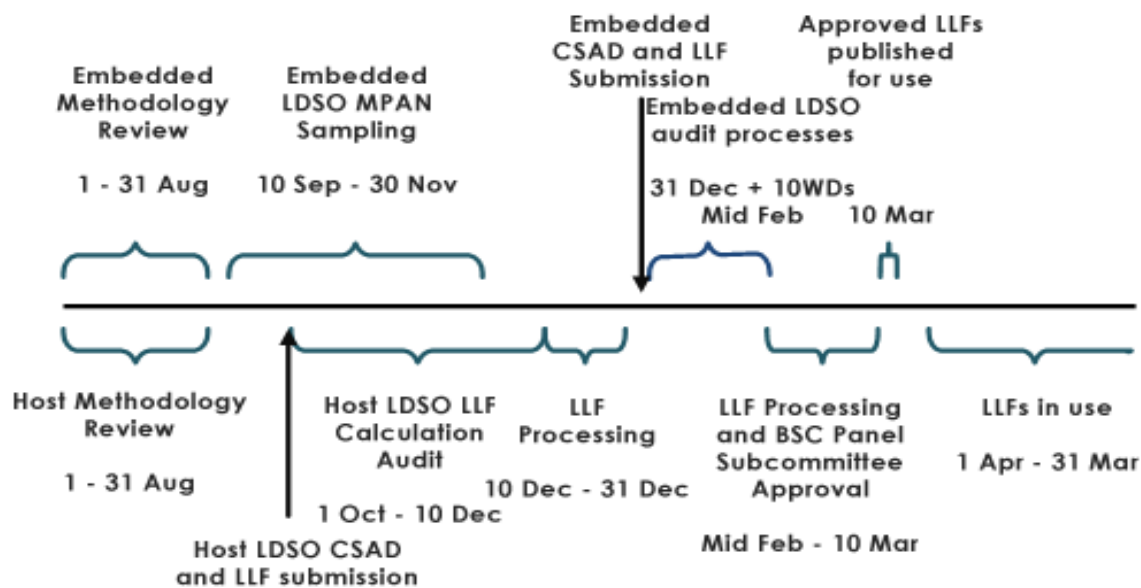 Embedded
Methodology
Review
1 - 31 Aug
Embedded
LDSO MPAN
Sampling
10 Sep - 30 Nov
Embedded
CSAD and LLF
Submission
Embedded LDSO
audit processes
31 Dec + 10WDs
Mid Feb
Approved LLFs
published
for use
10 Mar
Host Methodology
Review
1 - 31 Aug
Host LDSO CSAD
and LLF submission
Host LDSO LLF
Calculation
Audit
1 Oct - 10 Dec
LLF
Processing
10 Dec - 31 Dec
LLF Processing
and BSC Panel
Subcommittee
Approval
Mid Feb - 10 Mar
LLFs in use
1 Apr - 31 Mar